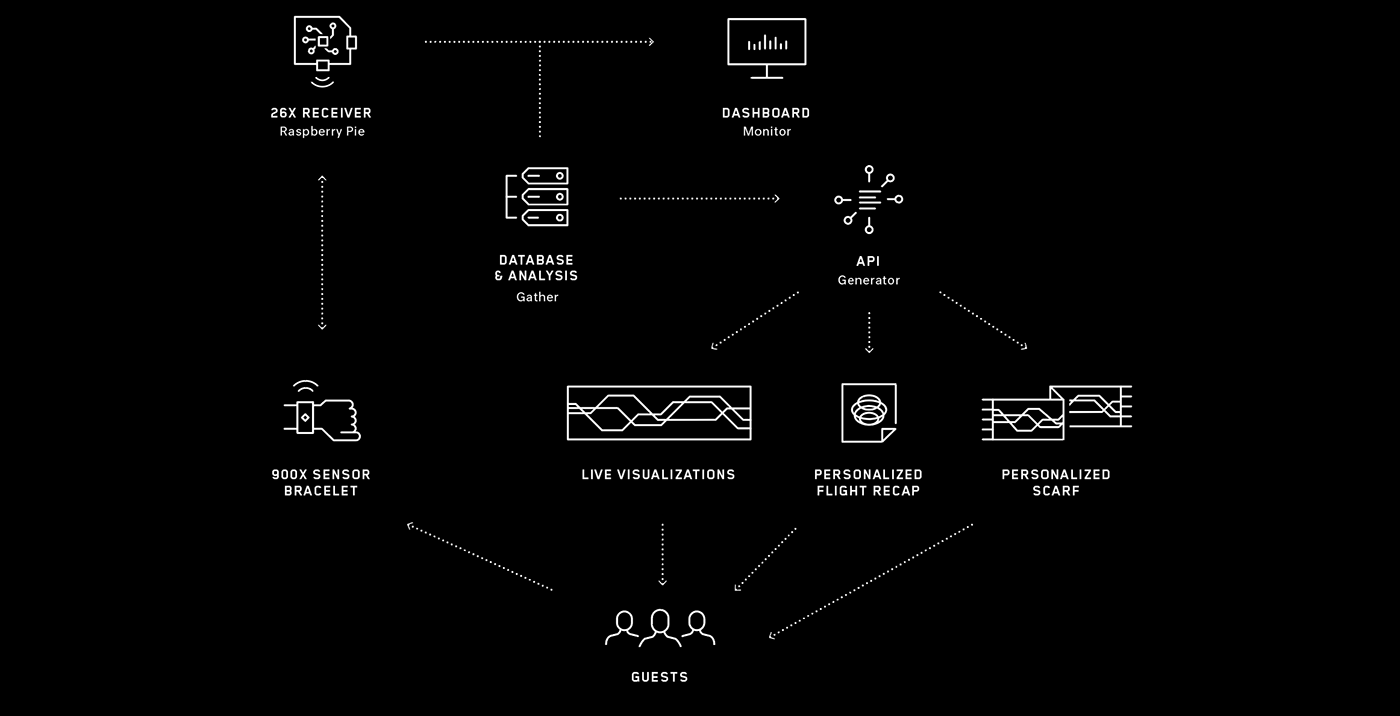 26X RECEIVER
Raspberry Pie
DASHBOARD
Monitor
DATABASE
& ANALYSIS
Gather
API
Generator
900X SENSOR
BRACELET
LIVE VISUALIZATIONS
PERSONALIZED
FLIGHT RECAP
PERSONALIZED
SCARF
GUESTS